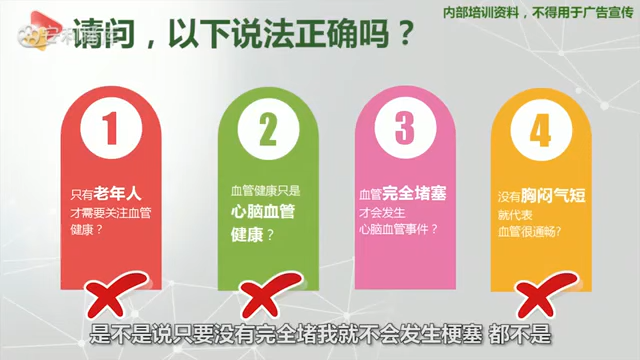 内部培训资料，不得用于广告宣传
请问，以下说法正确吗？
1
只有老年人
才需要关注血管
健康？
2
血管健康只是
心脑血管
健康？
3
血管完全堵塞
才会发生
心脑血管事件？
4
没有胸闷气短
就代表
血管很通畅?
是不是说只要没有完全堵我就不会发生梗塞 都不是